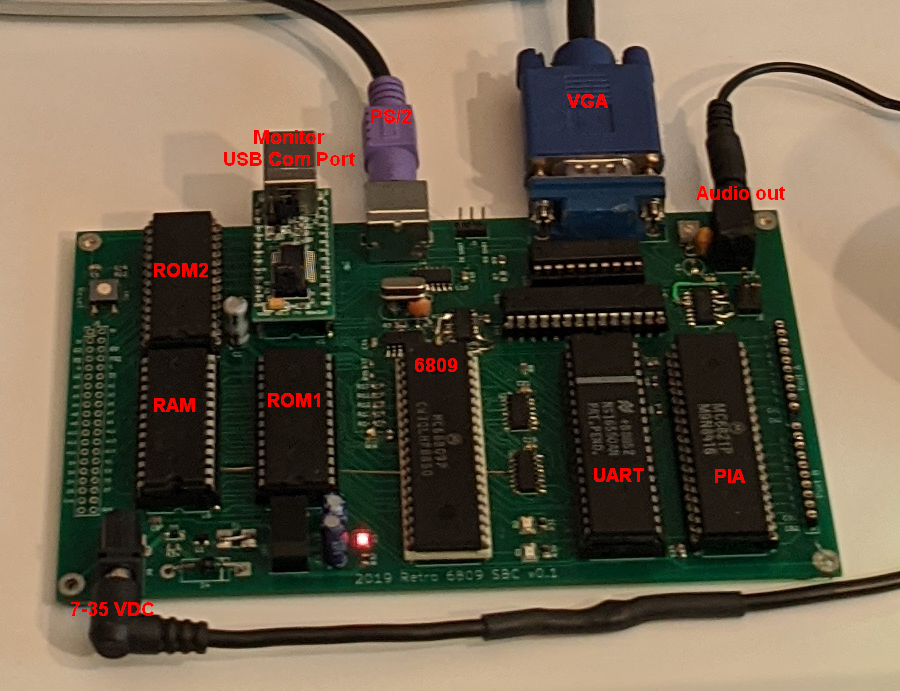 VGA
PS/2
Monitor
USB Com Port
Audio out
ROM2
6809
RAM
ROM1
UART
PIA
MC6821P
2019 Retro 6809 SBC v0.1
7-35 VDC